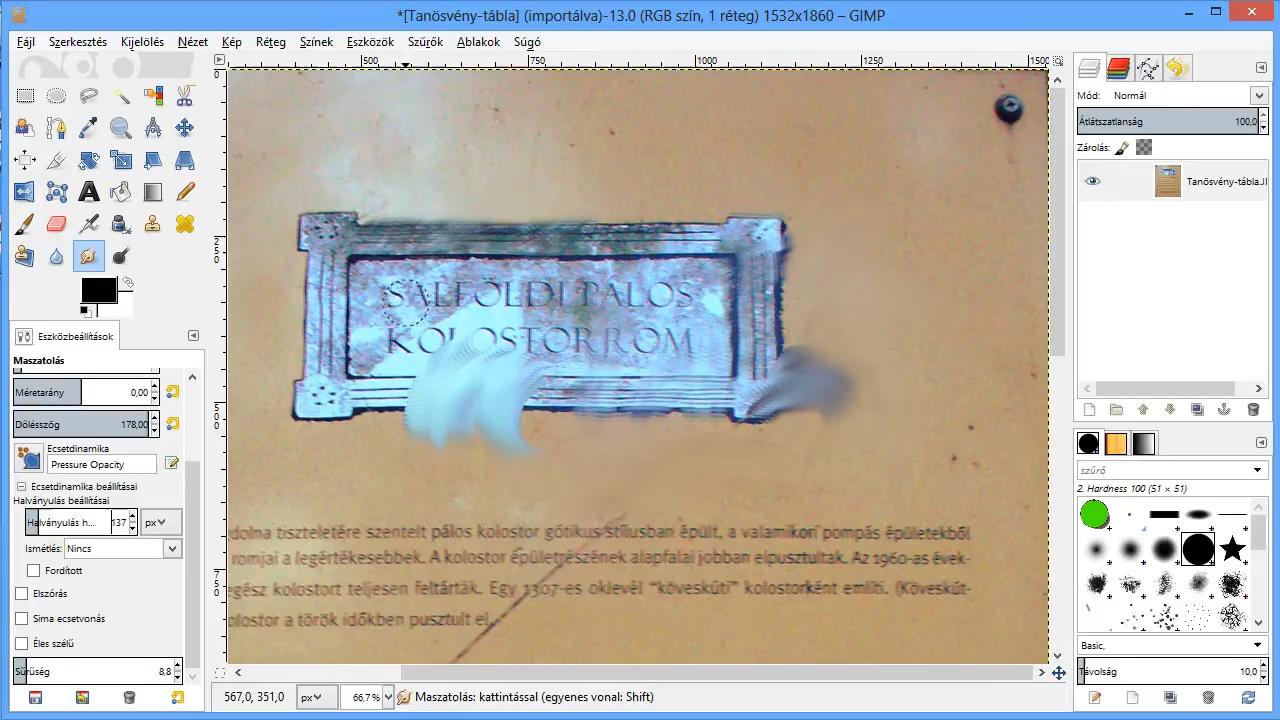 *[Tanösvény-tábla] (importálva)-13.0 (RGB szín, 1 réteg) 1532x1860 – GIMP
Fájl Szerkesztés Kijelölés Nézet Kép Réteg Színek Eszközök Szűrők Ablakok Súgó
500 750 1000 1250 1500
0
250
500
750
Eszközbeállítások
Maszatolás
Méretarány 0,00
Dőlésszög 178,00
Ecsetdinamika
Pressure Opacity
Ecsetdinamika beállításai
Halványulás beállításai
Halványulás h... 137 px
Ismétlés: Nincs
Fordított
Elszórás
Sima ecsetvonás
Éles szélű
Sűrűség 8,8
SALFÖLDI PÁLOS
KOLOSTORROM
dolna tiszteletére szentelt pálos kolostor gótikus stílusban épült, a valamikori pompás épületekből
romjai a legértékesebbek. A kolostor épületrészének alapfalai jobban elpusztultak. Az 1960-as évek-
gész kolostort teljesen feltárták. Egy 1307-es oklevél "köveskúti" kolostorként említi. (Köveskút-
olostor a török időkben pusztult el.
567,0, 351,0 px 66,7% Maszatolás: kattintással (egyenes vonal: Shift)
Mód: Normál
Átlátszatlanság 100,0
Zárolás:
Tanösvény-tábla.J
szűrő
2. Hardness 100 (51 × 51)
Basic,
Távolság 10,0